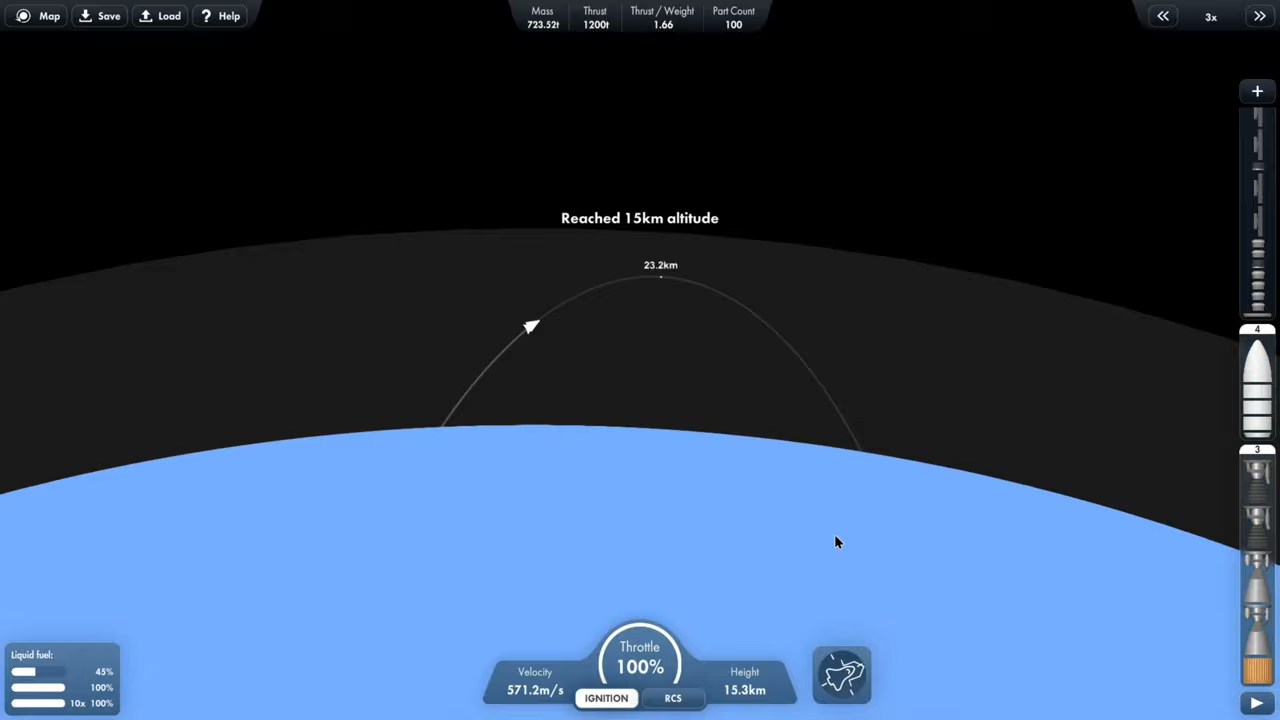 Map
Save
Load
? Help
Mass
723.52t
Thrust
1200t
Thrust / Weight
1.66
Part Count
100
3x
Reached 15km altitude
23.2km
4
3
Liquid fuel:
45%
100%
10x 100%
Velocity
571.2m/s
Throttle
100%
IGNITION
RCS
Height
15.3km